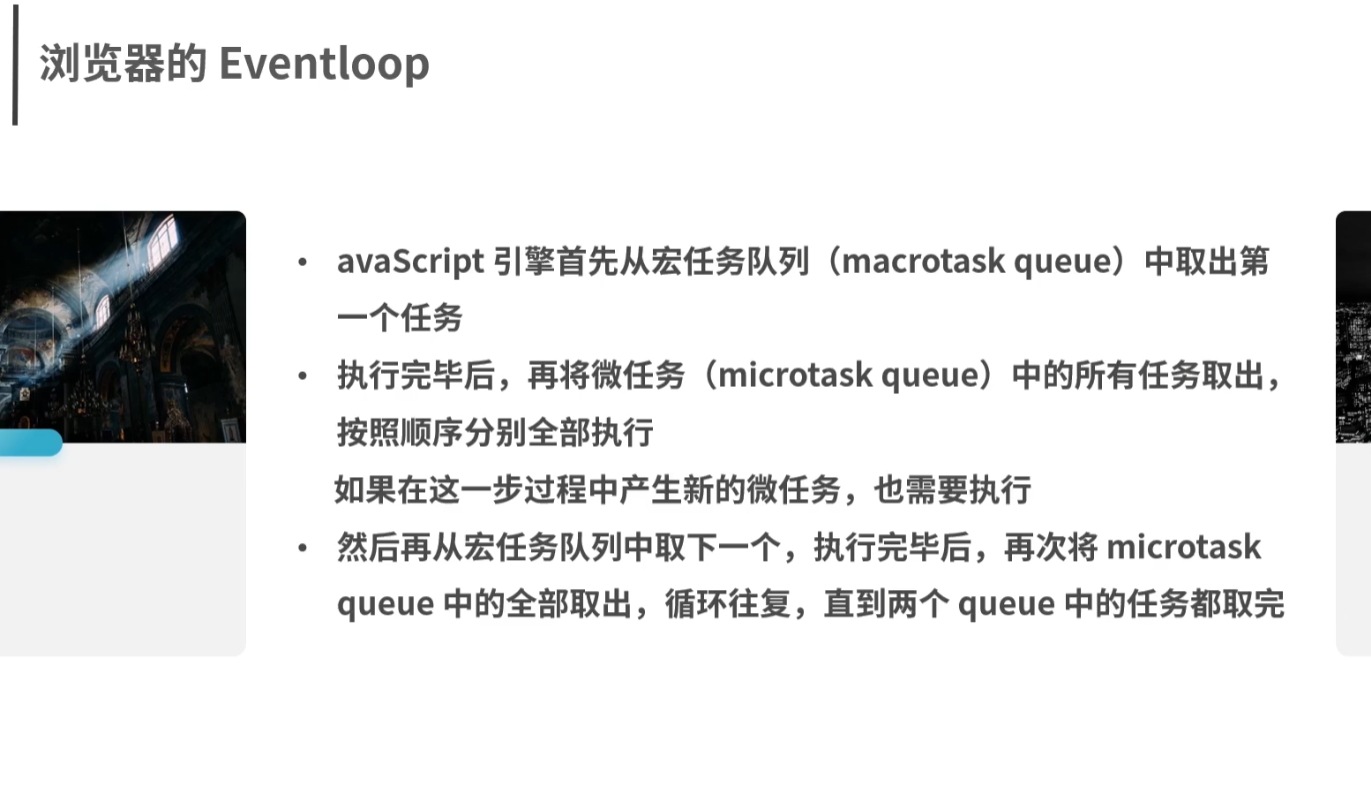 浏览器的 Eventloop
• avaScript 引擎首先从宏任务队列（macrotask queue）中取出第
一个任务
• 执行完毕后，再将微任务（microtask queue）中的所有任务取出，
按照顺序分别全部执行
如果在这一步过程中产生新的微任务，也需要执行
• 然后再从宏任务队列中取下一个，执行完毕后，再次将 microtask
queue 中的全部取出，循环往复，直到两个 queue 中的任务都取完